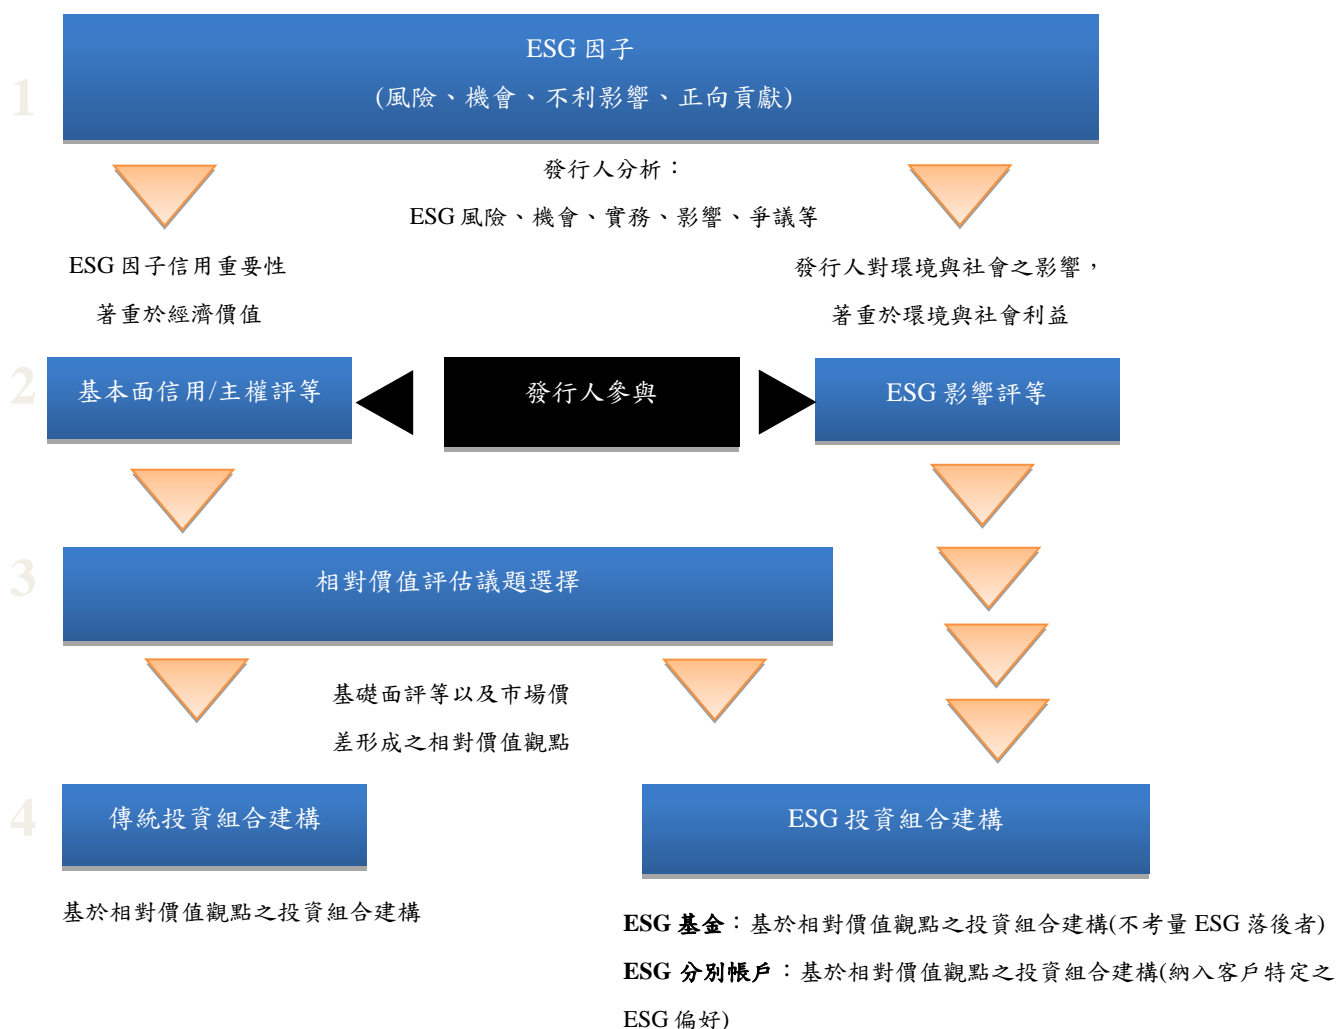 1
ESG 因子
(風險、機會、不利影響、正向貢獻)
發行人分析：
ESG 風險、機會、實務、影響、爭議等
ESG 因子信用重要性
著重於經濟價值
發行人對環境與社會之影響，
著重於環境與社會利益
2
基本面信用/主權評等
發行人參與
ESG 影響評等
3
相對價值評估議題選擇
基礎面評等以及市場價
差形成之相對價值觀點
4
傳統投資組合建構
ESG 投資組合建構
基於相對價值觀點之投資組合建構
ESG 基金：基於相對價值觀點之投資組合建構(不考量 ESG 落後者)
ESG 分別帳戶：基於相對價值觀點之投資組合建構(納入客戶特定之
ESG 偏好)